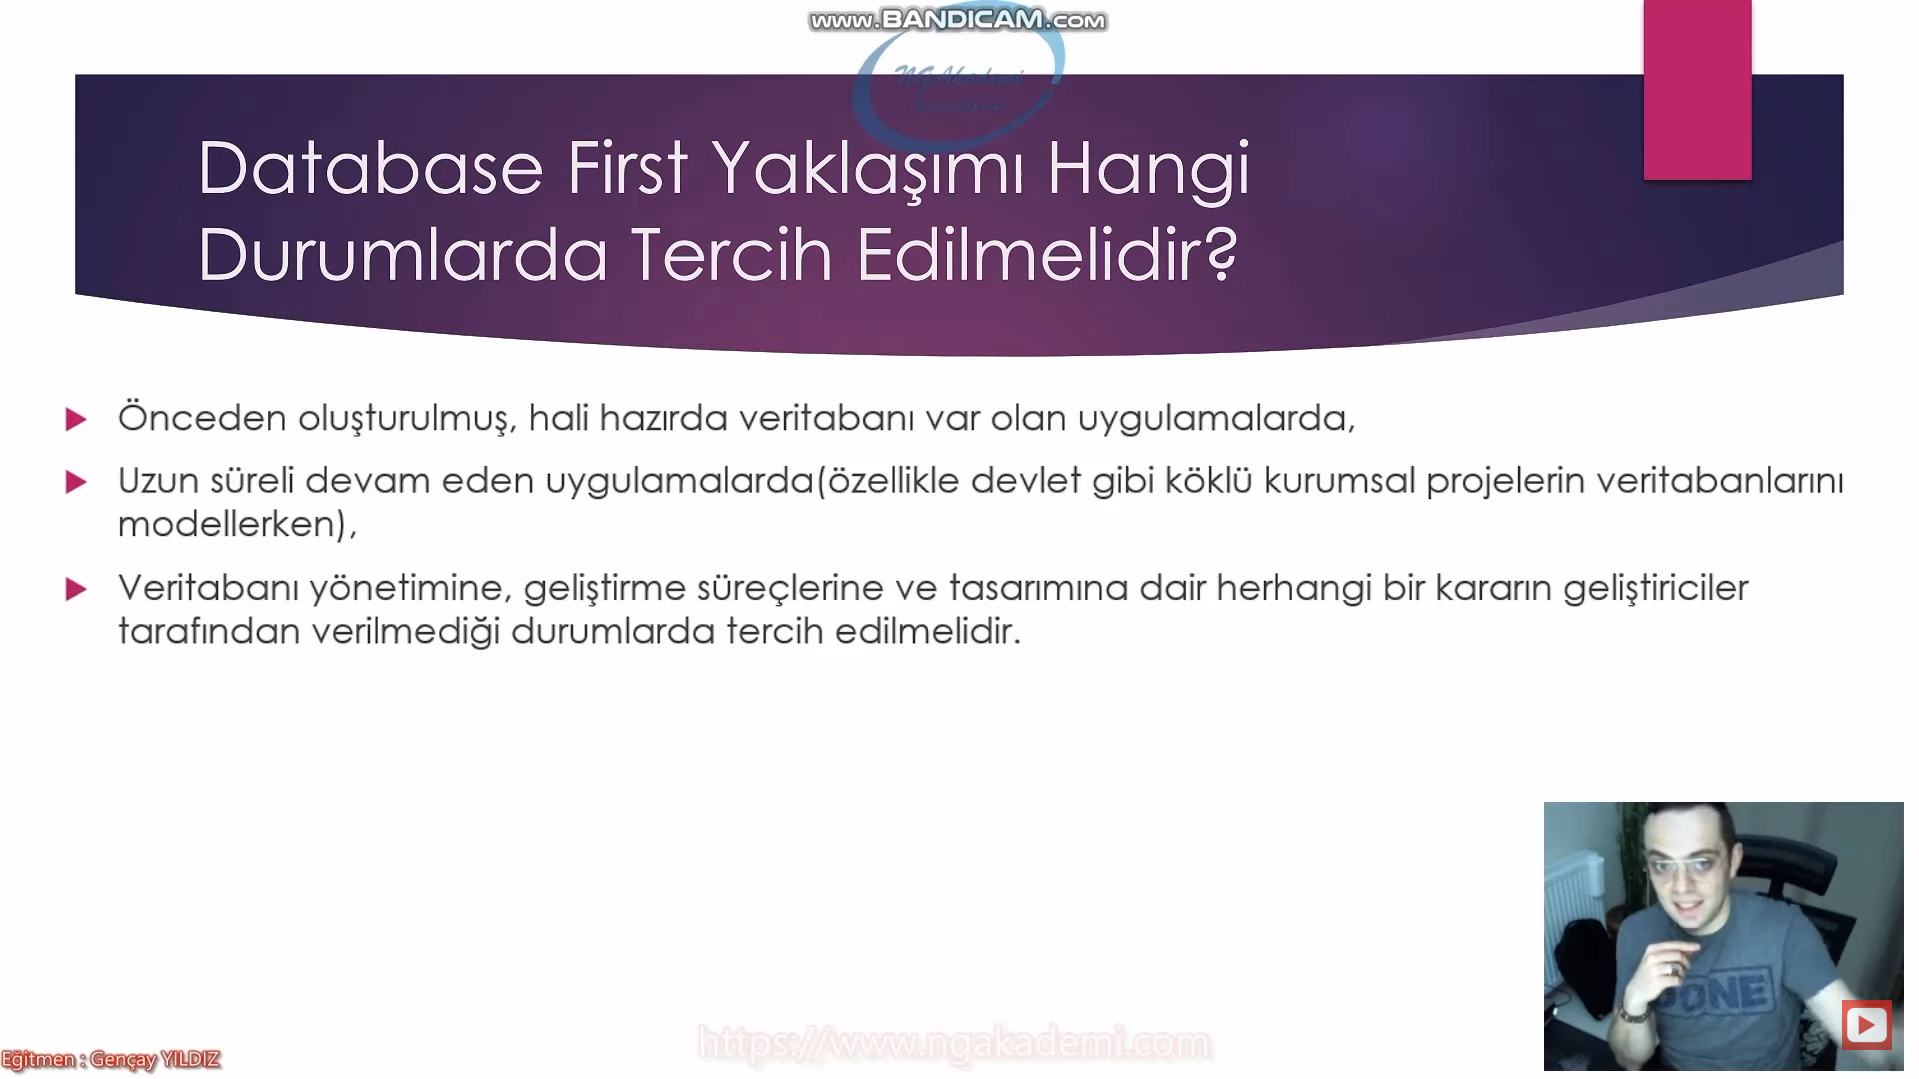 www.BANDICAM.com
NGAkademi
Database First Yaklaşımı Hangi
Durumlarda Tercih Edilmelidir?
Önceden oluşturulmuş, hali hazırda veritabanı var olan uygulamalarda,
Uzun süreli devam eden uygulamalarda(özellikle devlet gibi köklü kurumsal projelerin veritabanlarını
modellerken),
Veritabanı yönetimine, geliştirme süreçlerine ve tasarımına dair herhangi bir kararın geliştiriciler
tarafından verilmediği durumlarda tercih edilmelidir.
https://www.ngakademi.com
Eğitmen : Gençay YILDIZ